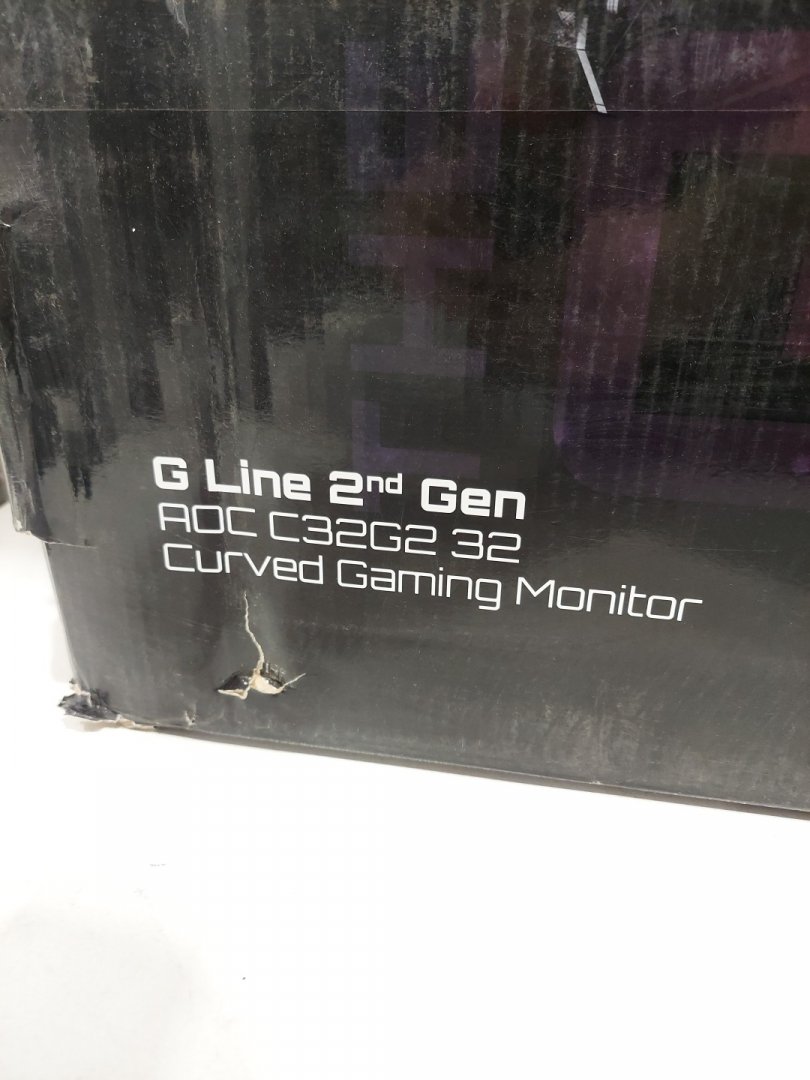 G Line 2nd Gen
AOC C32G2 32
Curved Gaming Monitor